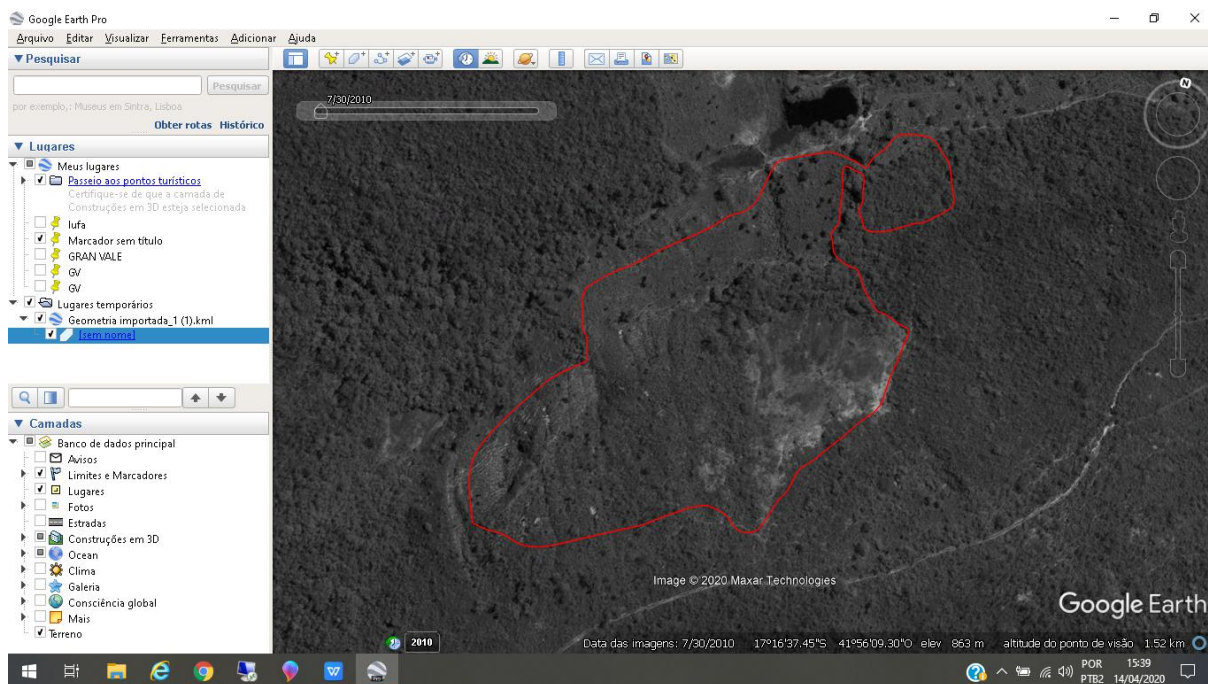 Google Earth Pro
Arquivo Editar Visualizar Ferramentas Adicionar Ajuda
Pesquisar
Pesquisar
por exemplo,: Museus em Sintra, Lisboa
Obter rotas Histórico
Lugares
Meus lugares
Passeio aos pontos turísticos
Certifique-se de que a camada de
Construções em 3D esteja selecionada
lufa
Marcador sem título
GRAN VALE
GV
GV
Lugares temporários
Geometria importada_1 (1).kml
[sem nome]
Camadas
Banco de dados principal
Avisos
Limites e Marcadores
Lugares
Fotos
Estradas
Construções em 3D
Ocean
Clima
Galeria
Consciência global
Mais
Terreno
7/30/2010
N
Image © 2020 Maxar Technologies
Google Earth
2010
Data das imagens: 7/30/2010 17°16'37.45"S 41°56'09.30"O elev 863 m altitude do ponto de visão 1.52 km
POR
PTB2
15:39
14/04/2020